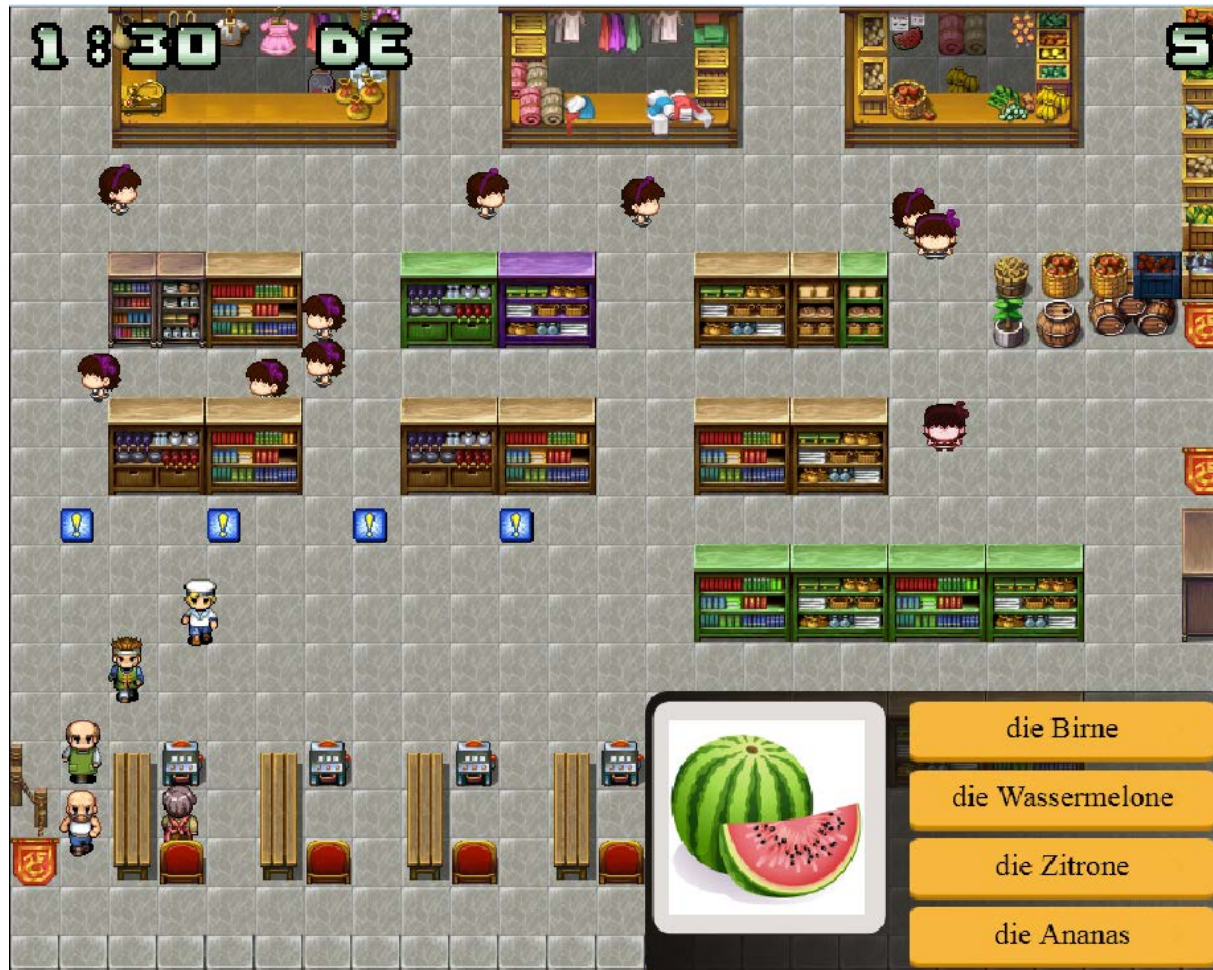 1:30 DE S
die Birne
die Wassermelone
die Zitrone
die Ananas